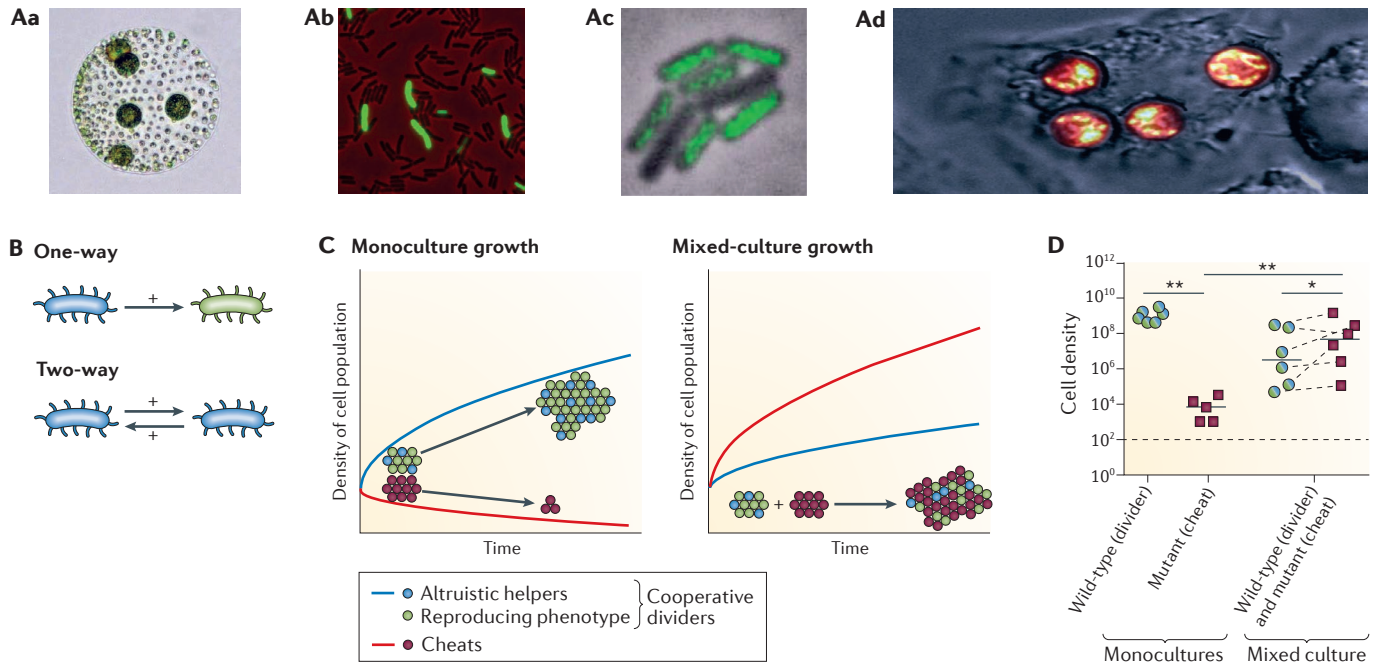 Aa
Ab
Ac
Ad
B
One-way
+
Two-way
+
+
C
Monoculture growth
Density of cell population
Time
Mixed-culture growth
Density of cell population
+
Time
Altruistic helpers
Reproducing phenotype
Cooperative
dividers
Cheats
D
Cell density
10¹²
10¹⁰
10⁸
10⁶
10⁴
10²
10⁰
**
**
*
Wild-type (divider)
Mutant (cheat)
Wild-type (divider)
and mutant (cheat)
Monocultures
Mixed culture